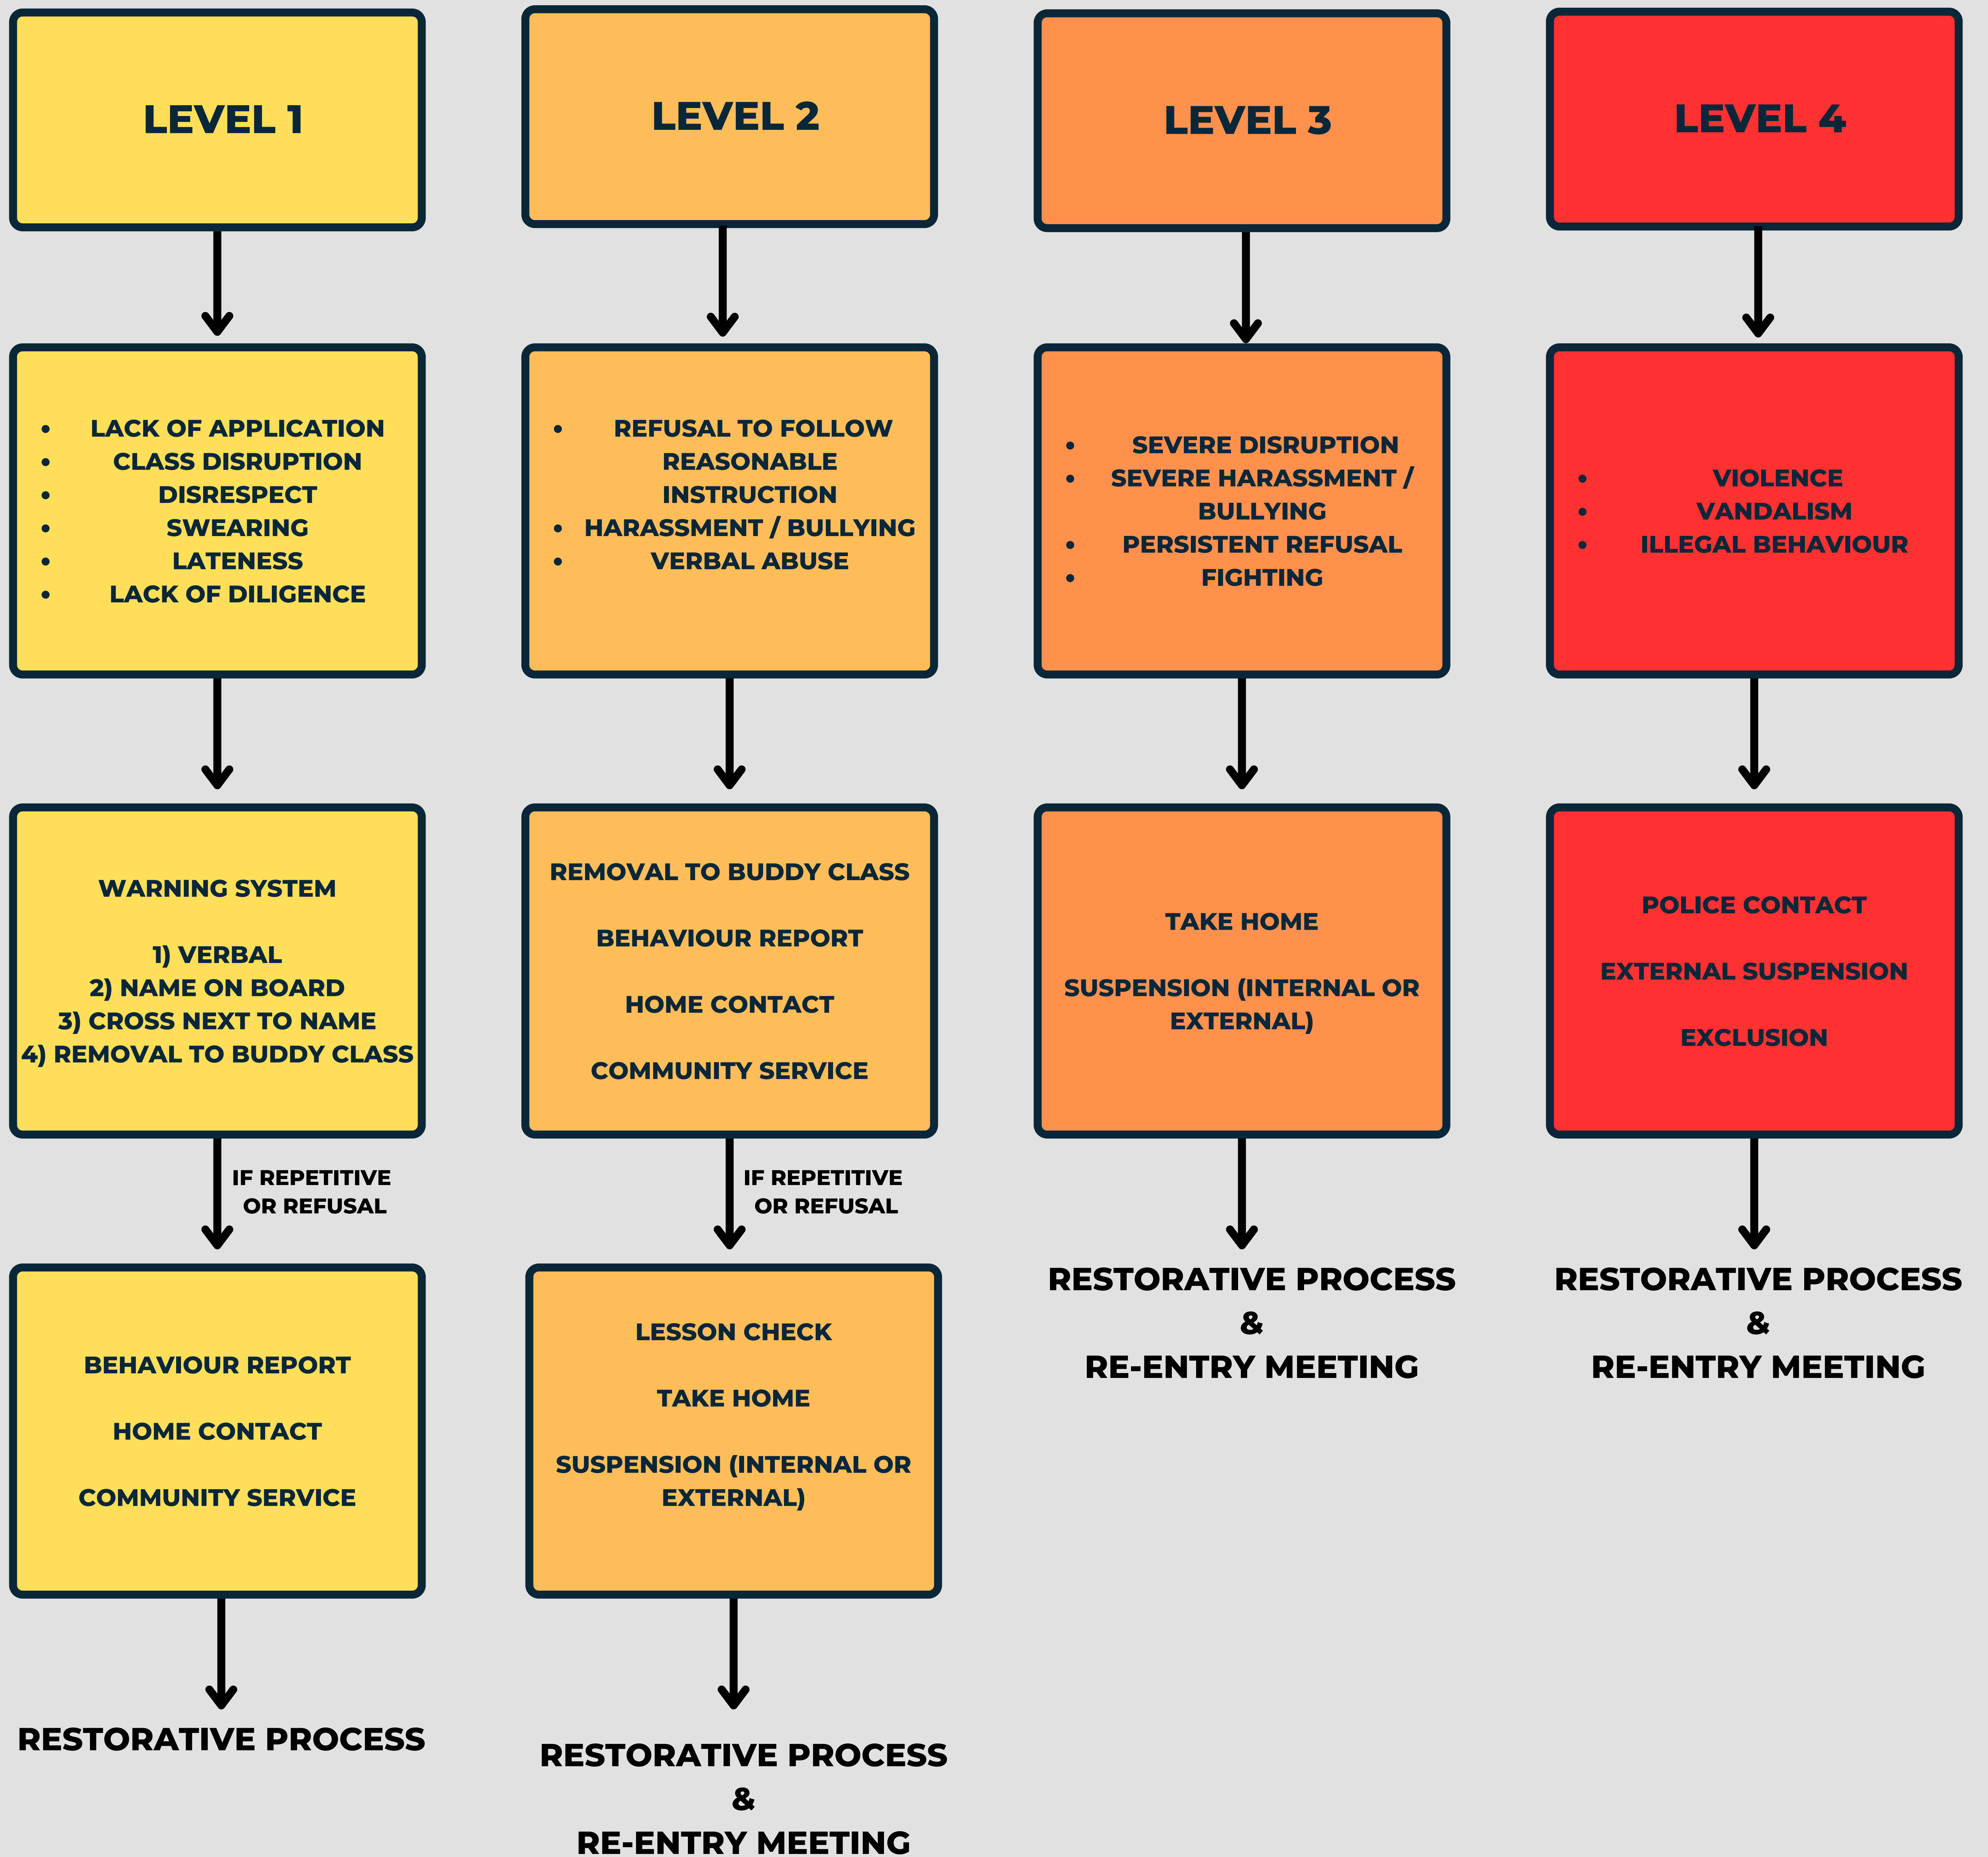 LEVEL 1
• LACK OF APPLICATION
• CLASS DISRUPTION
• DISRESPECT
• SWEARING
• LATENESS
• LACK OF DILIGENCE
WARNING SYSTEM
1) VERBAL
2) NAME ON BOARD
3) CROSS NEXT TO NAME
4) REMOVAL TO BUDDY CLASS
IF REPETITIVE
OR REFUSAL
BEHAVIOUR REPORT
HOME CONTACT
COMMUNITY SERVICE
RESTORATIVE PROCESS
LEVEL 2
• REFUSAL TO FOLLOW
REASONABLE
INSTRUCTION
• HARASSMENT / BULLYING
• VERBAL ABUSE
REMOVAL TO BUDDY CLASS
BEHAVIOUR REPORT
HOME CONTACT
COMMUNITY SERVICE
IF REPETITIVE
OR REFUSAL
LESSON CHECK
TAKE HOME
SUSPENSION (INTERNAL OR
EXTERNAL)
RESTORATIVE PROCESS
&
RE-ENTRY MEETING
LEVEL 3
• SEVERE DISRUPTION
• SEVERE HARASSMENT /
BULLYING
• PERSISTENT REFUSAL
• FIGHTING
TAKE HOME
SUSPENSION (INTERNAL OR
EXTERNAL)
RESTORATIVE PROCESS
&
RE-ENTRY MEETING
LEVEL 4
• VIOLENCE
• VANDALISM
• ILLEGAL BEHAVIOUR
POLICE CONTACT
EXTERNAL SUSPENSION
EXCLUSION
RESTORATIVE PROCESS
&
RE-ENTRY MEETING